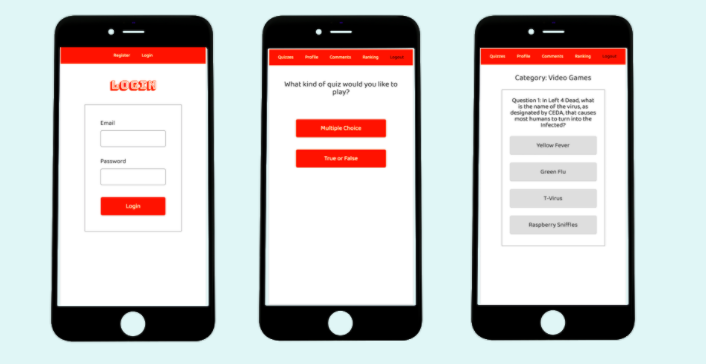 Register Login
LOGIN
Email
Password
Login
Quizzes Profile Comments Ranking Logout
What kind of quiz would you like to
play?
Multiple Choice
True or False
Quizzes Profile Comments Ranking Logout
Category: Video Games
Question 1: In Left 4 Dead, what
is the name of the virus, as
designated by CEDA, that causes
most humans to turn into the
Infected?
Yellow Fever
Green Flu
T-Virus
Raspberry Sniffles